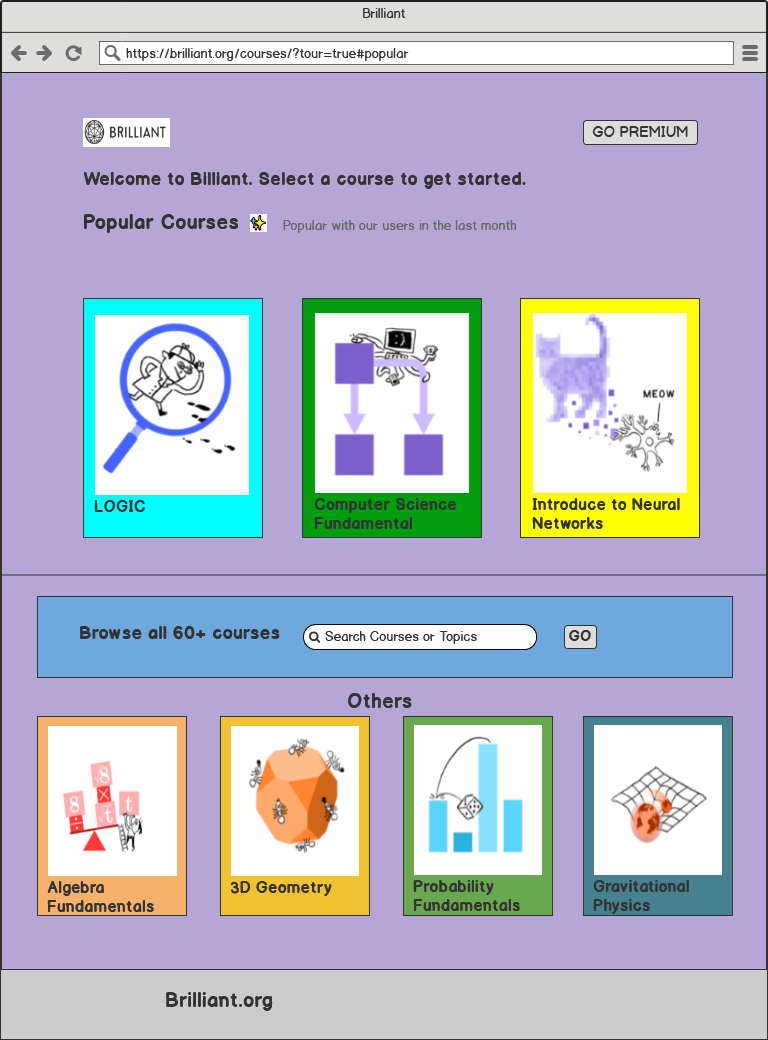 Brilliant
https://brilliant.org/courses/?tour=true#popular
BRILLIANT
GO PREMIUM
Welcome to Billiant. Select a course to get started.
Popular Courses
Popular with our users in the last month
MEOW
LOGIC
Computer Science
Fundamental
Introduce to Neural
Networks
Browse all 60+ courses
Search Courses or Topics
GO
Others
√8
8
√t
t
Algebra
Fundamentals
3D Geometry
Probability
Fundamentals
Gravitational
Physics
Brilliant.org